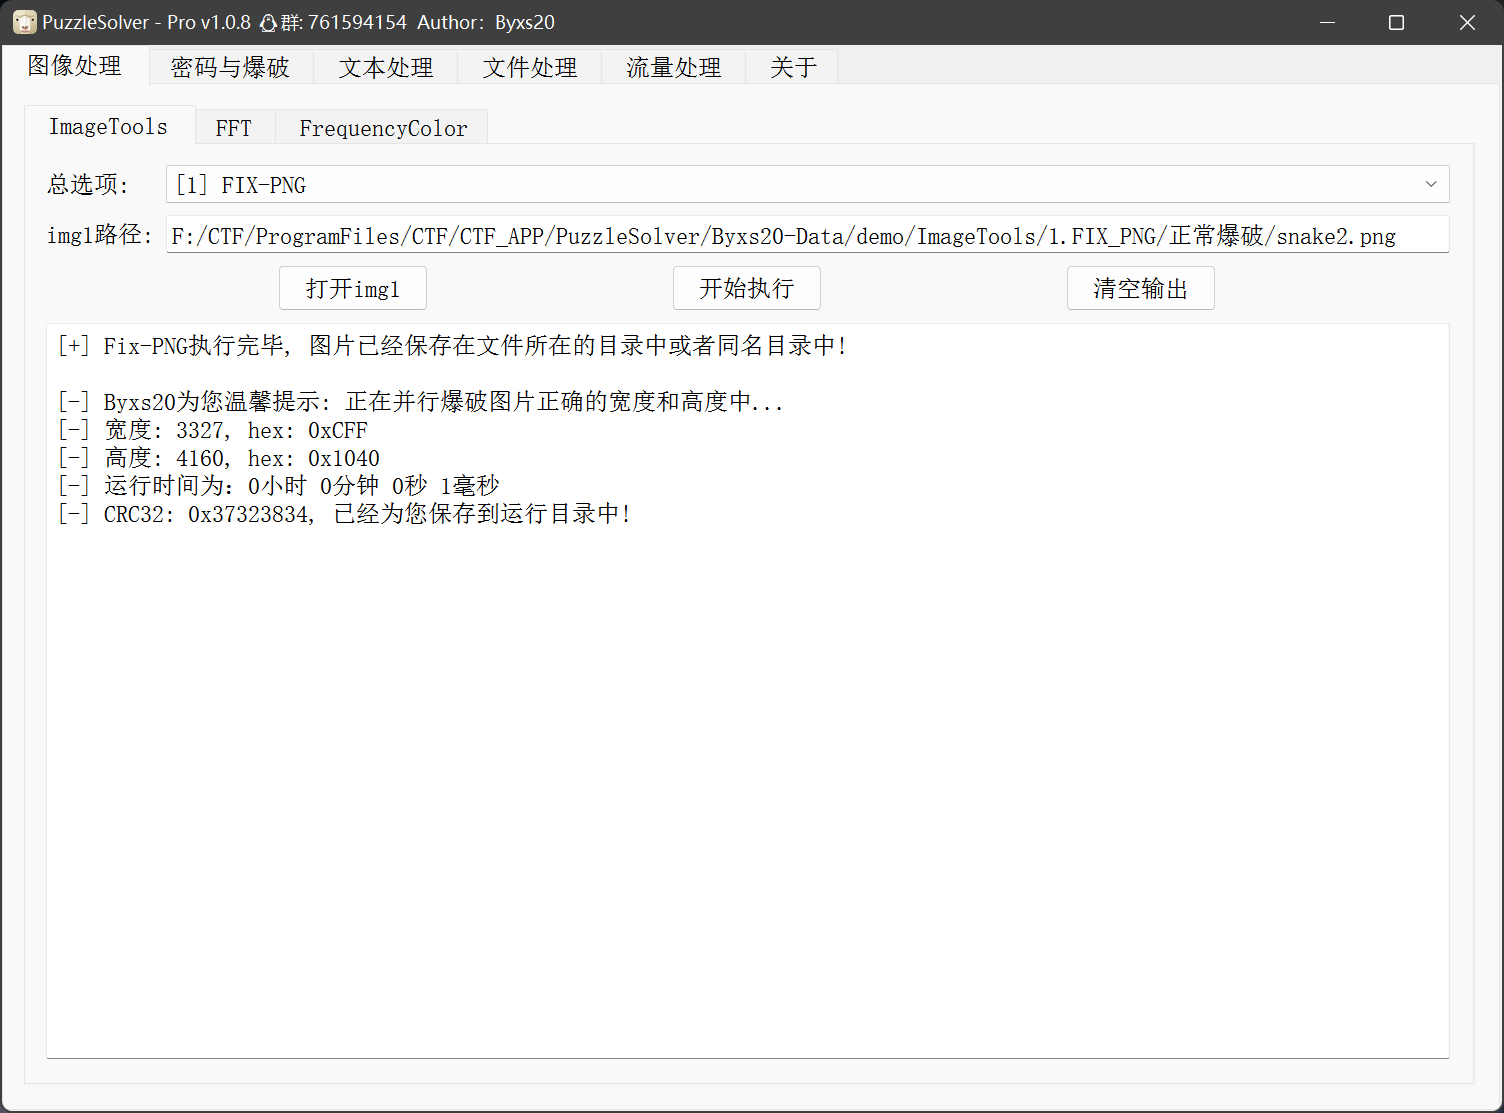 PuzzleSolver - Pro v1.0.8 群: 761594154 Author: Byxs20
图像处理 密码与爆破 文本处理 文件处理 流量处理 关于
ImageTools FFT FrequencyColor
总选项: [1] FIX-PNG
img1路径: F:/CTF/ProgramFiles/CTF/CTF_APP/PuzzleSolver/Byxs20-Data/demo/ImageTools/1.FIX_PNG/正常爆破/snake2.png
打开img1 开始执行 清空输出
[+] Fix-PNG执行完毕, 图片已经保存在文件所在的目录中或者同名目录中!
[-] Byxs20为您温馨提示: 正在并行爆破图片正确的宽度和高度中...
[-] 宽度: 3327, hex: 0xCFF
[-] 高度: 4160, hex: 0x1040
[-] 运行时间为: 0小时 0分钟 0秒 1毫秒
[-] CRC32: 0x37323834, 已经为您保存到运行目录中!